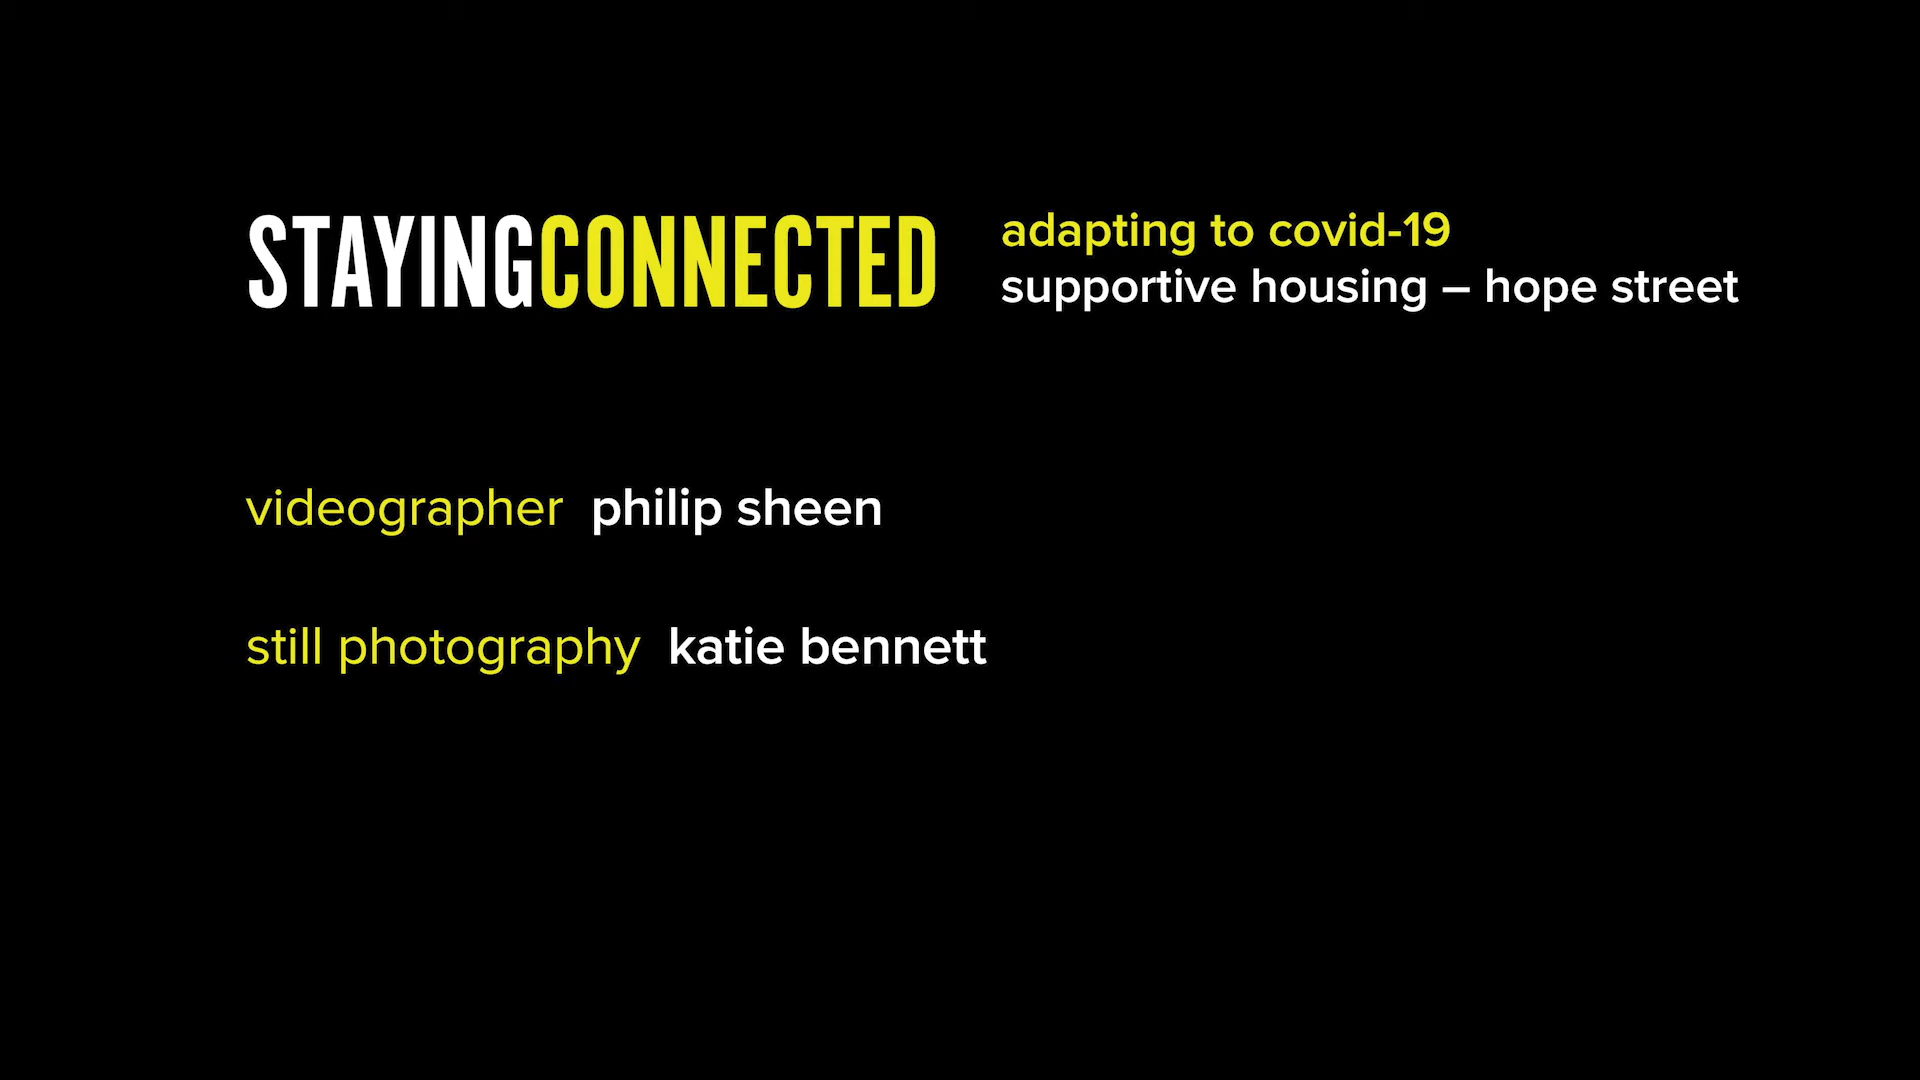 STAYINGCONNECTED
adapting to covid-19
supportive housing – hope street
videographer philip sheen
still photography katie bennett